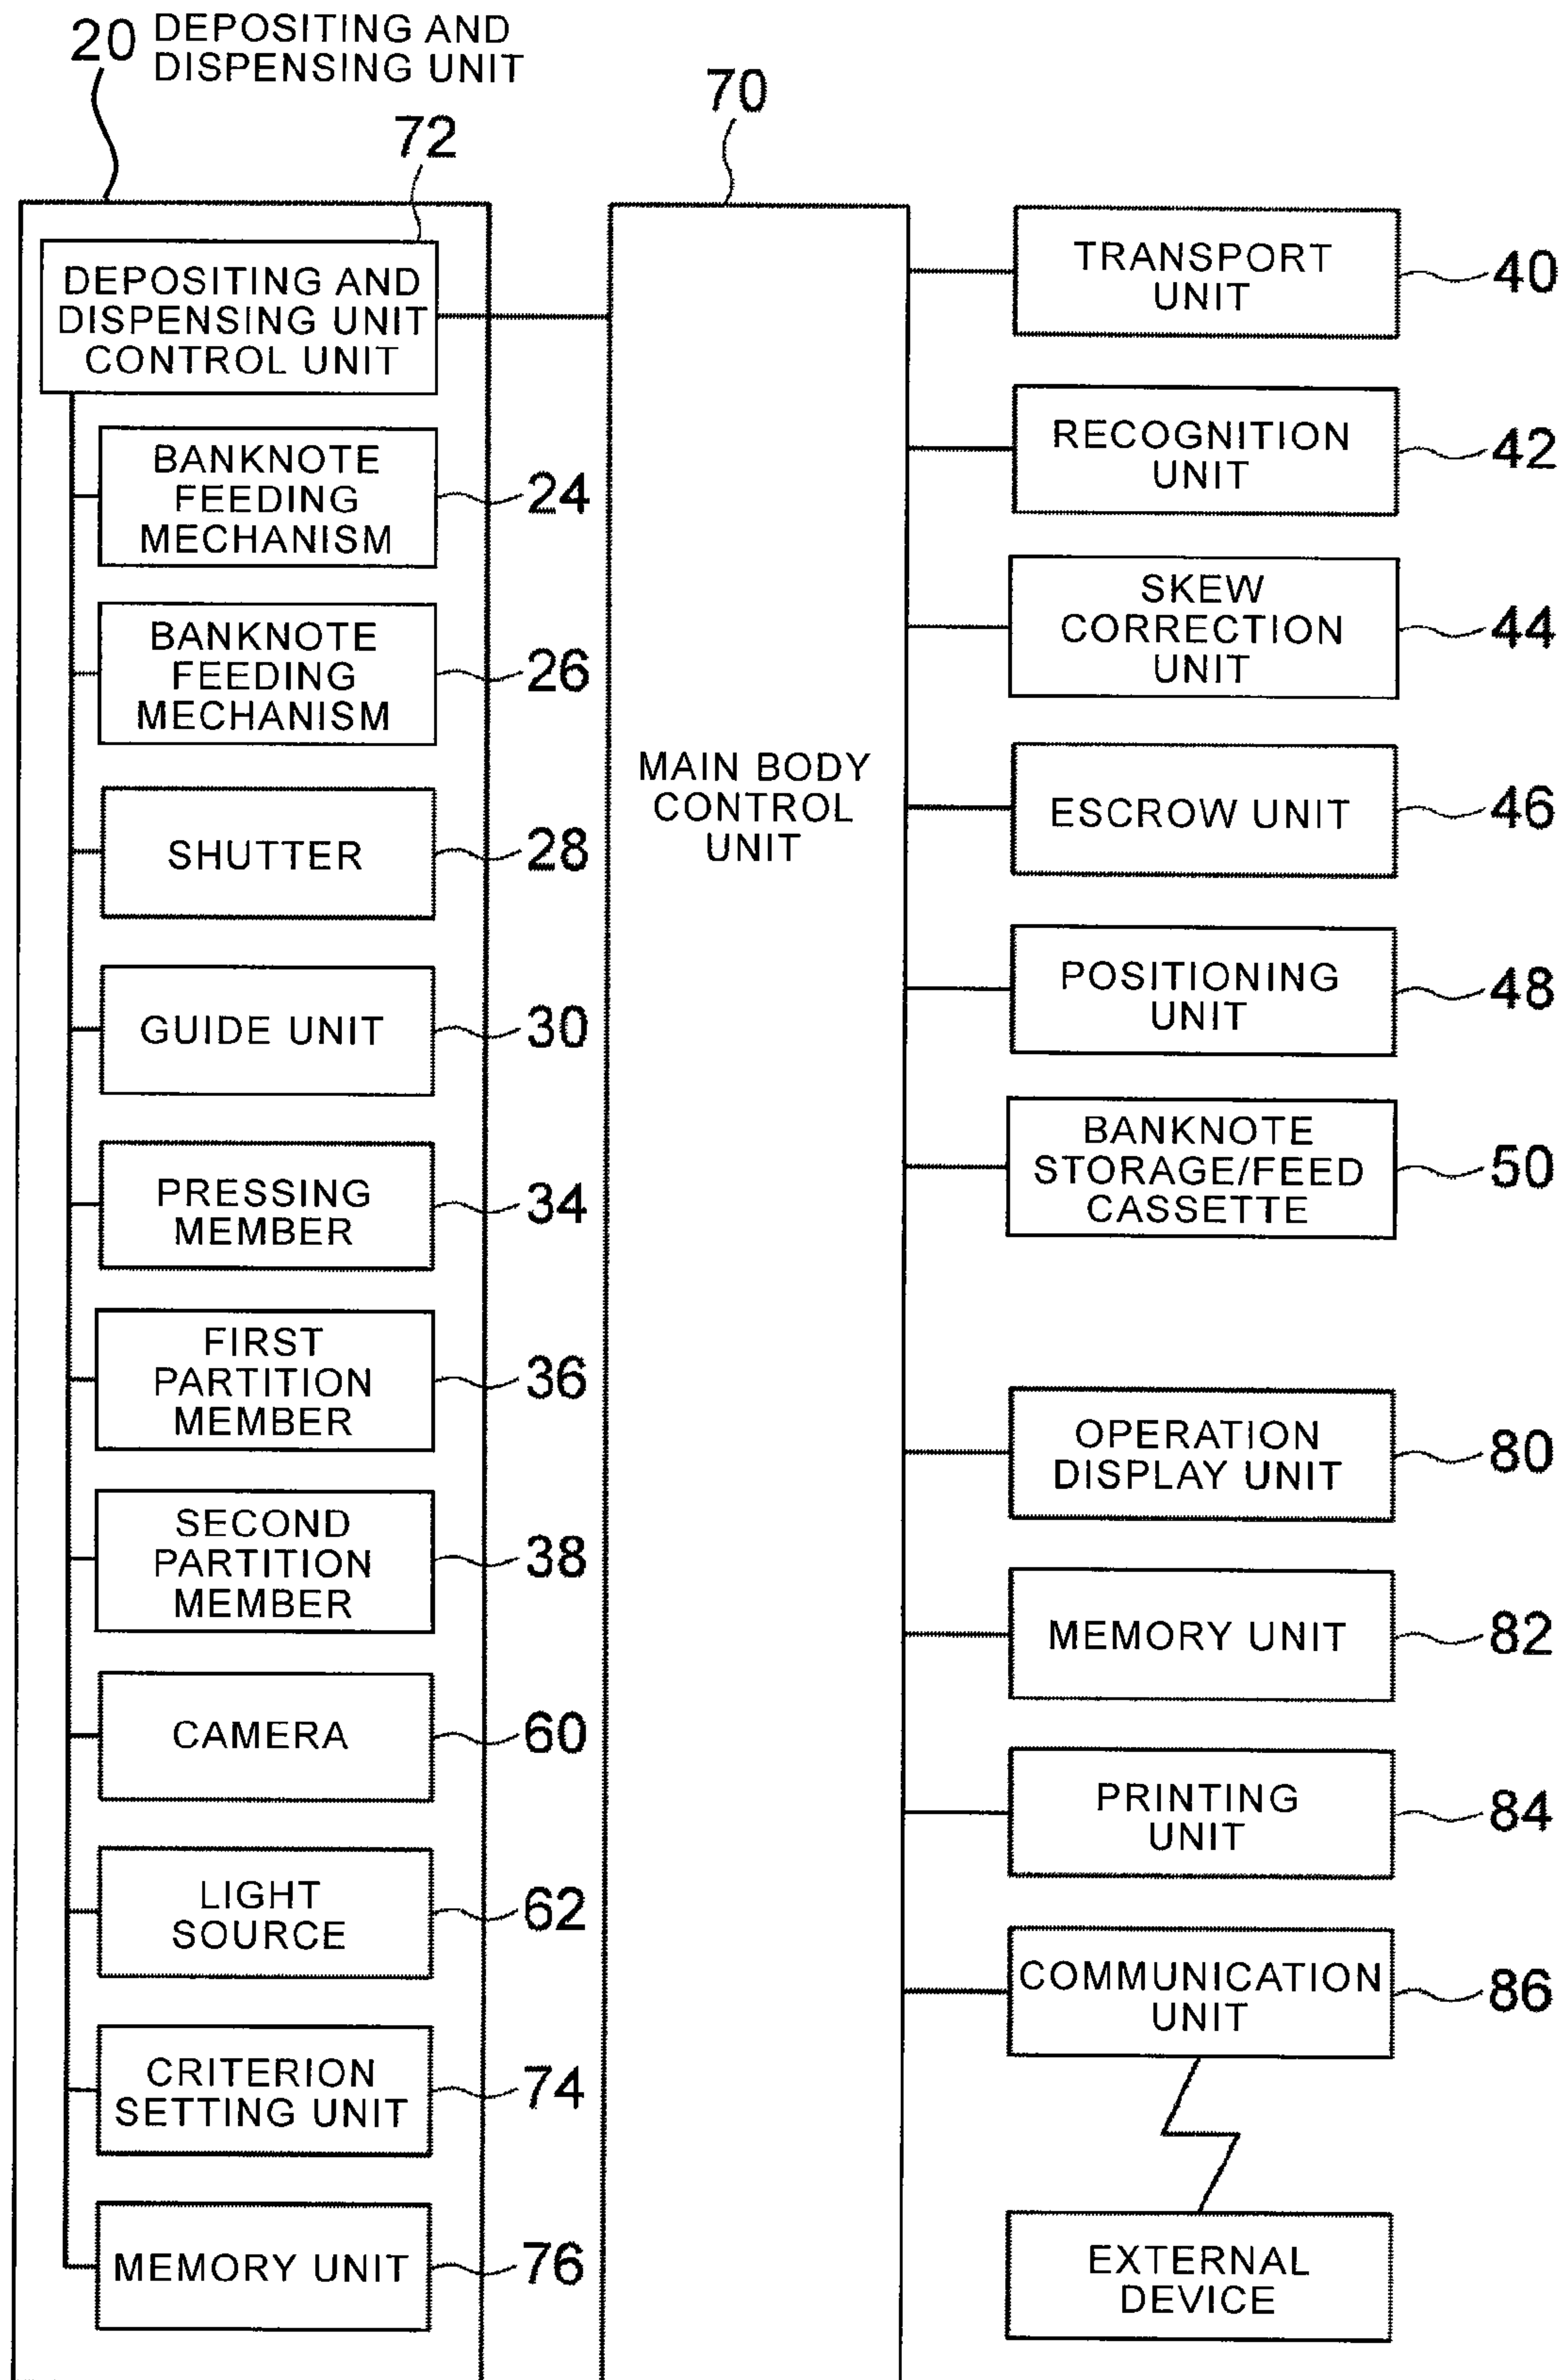 20 DEPOSITING AND
DISPENSING UNIT
72
DEPOSITING AND
DISPENSING UNIT
CONTROL UNIT
BANKNOTE
FEEDING
MECHANISM
24
BANKNOTE
FEEDING
MECHANISM
26
SHUTTER
28
GUIDE UNIT
30
PRESSING
MEMBER
34
FIRST
PARTITION
MEMBER
36
SECOND
PARTITION
MEMBER
38
CAMERA
60
LIGHT
SOURCE
62
CRITERION
SETTING UNIT
74
MEMORY UNIT
76
70
MAIN BODY
CONTROL
UNIT
TRANSPORT
UNIT
40
RECOGNITION
UNIT
42
SKEW
CORRECTION
UNIT
44
ESCROW UNIT
46
POSITIONING
UNIT
48
BANKNOTE
STORAGE/FEED
CASSETTE
50
OPERATION
DISPLAY UNIT
80
MEMORY UNIT
82
PRINTING
UNIT
84
COMMUNICATION
UNIT
86
EXTERNAL
DEVICE